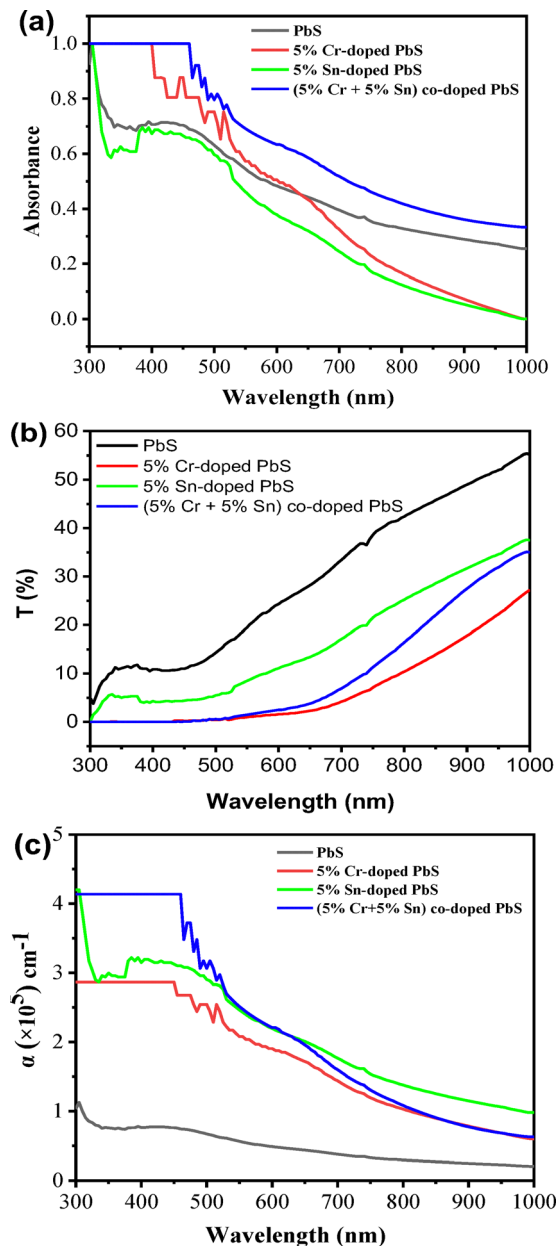 (a)
PbS
5% Cr-doped PbS
5% Sn-doped PbS
(5% Cr + 5% Sn) co-doped PbS
Absorbance
1.0
0.8
0.6
0.4
0.2
0.0
300 400 500 600 700 800 900 1000
Wavelength (nm)
(b)
PbS
5% Cr-doped PbS
5% Sn-doped PbS
(5% Cr + 5% Sn) co-doped PbS
T (%)
60
50
40
30
20
10
0
300 400 500 600 700 800 900 1000
Wavelength (nm)
(c)
PbS
5% Cr-doped PbS
5% Sn-doped PbS
(5% Cr+5% Sn) co-doped PbS
α (×10⁵) cm⁻¹
5
4
3
2
1
0
300 400 500 600 700 800 900 1000
Wavelength (nm)